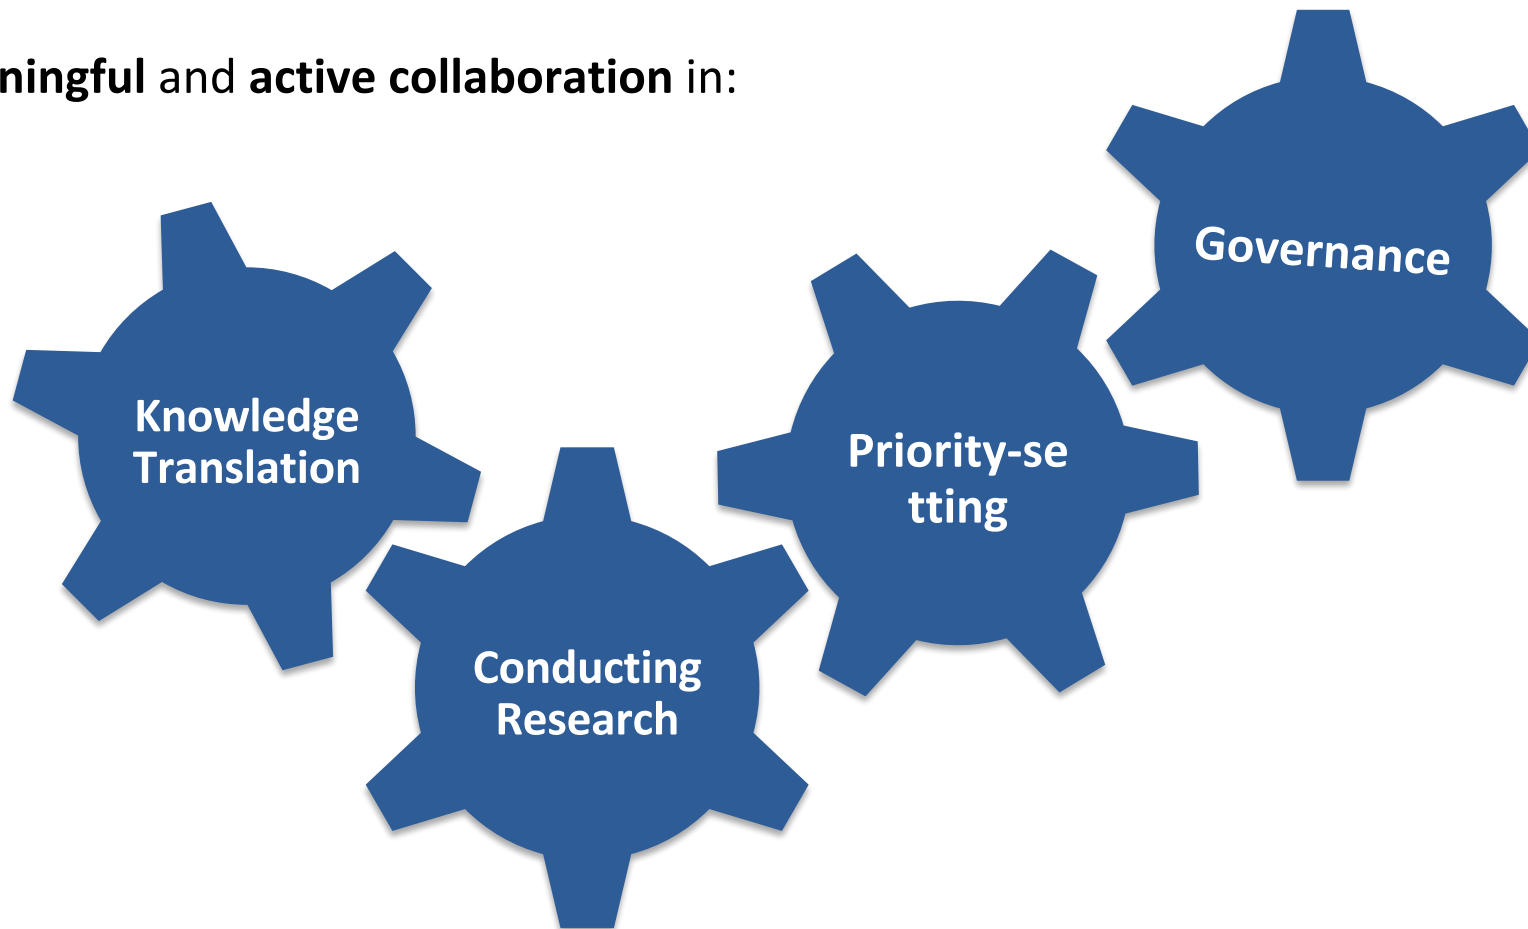 ningful and active collaboration in:
Governance
Knowledge
Translation
Priority-se
tting
Conducting
Research